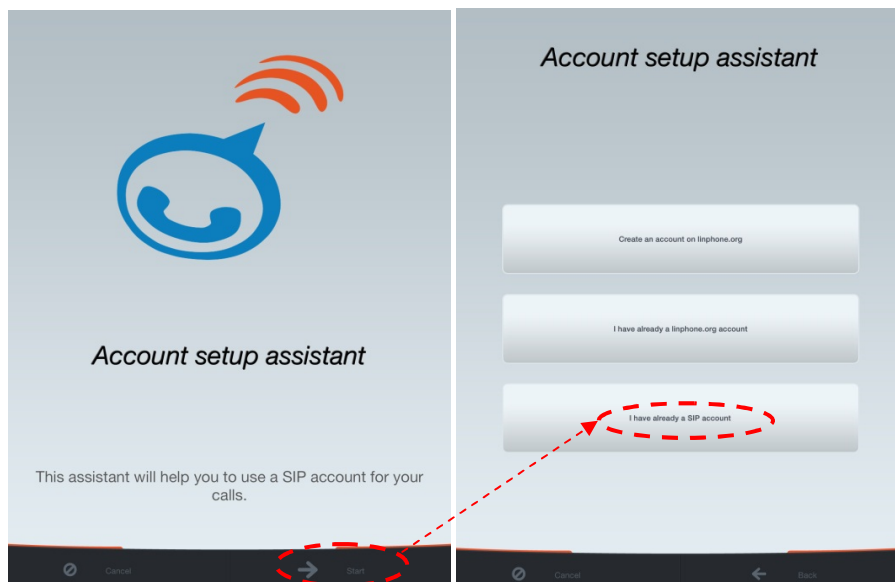 Account setup assistant
This assistant will help you to use a SIP account for your
calls.
Cancel
Start
Account setup assistant
Create an account on linphone.org
I have already a linphone.org account
I have already a SIP account
Cancel
Back